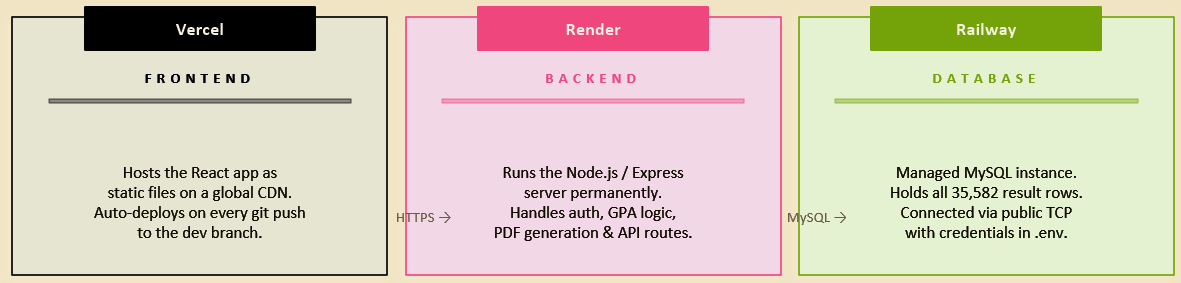 Vercel
FRONTEND
Hosts the React app as
static files on a global CDN.
Auto-deploys on every git push
to the dev branch.
HTTPS →
Render
BACKEND
Runs the Node.js / Express
server permanently.
Handles auth, GPA logic,
PDF generation & API routes.
MySQL →
Railway
DATABASE
Managed MySQL instance.
Holds all 35,582 result rows.
Connected via public TCP
with credentials in .env.